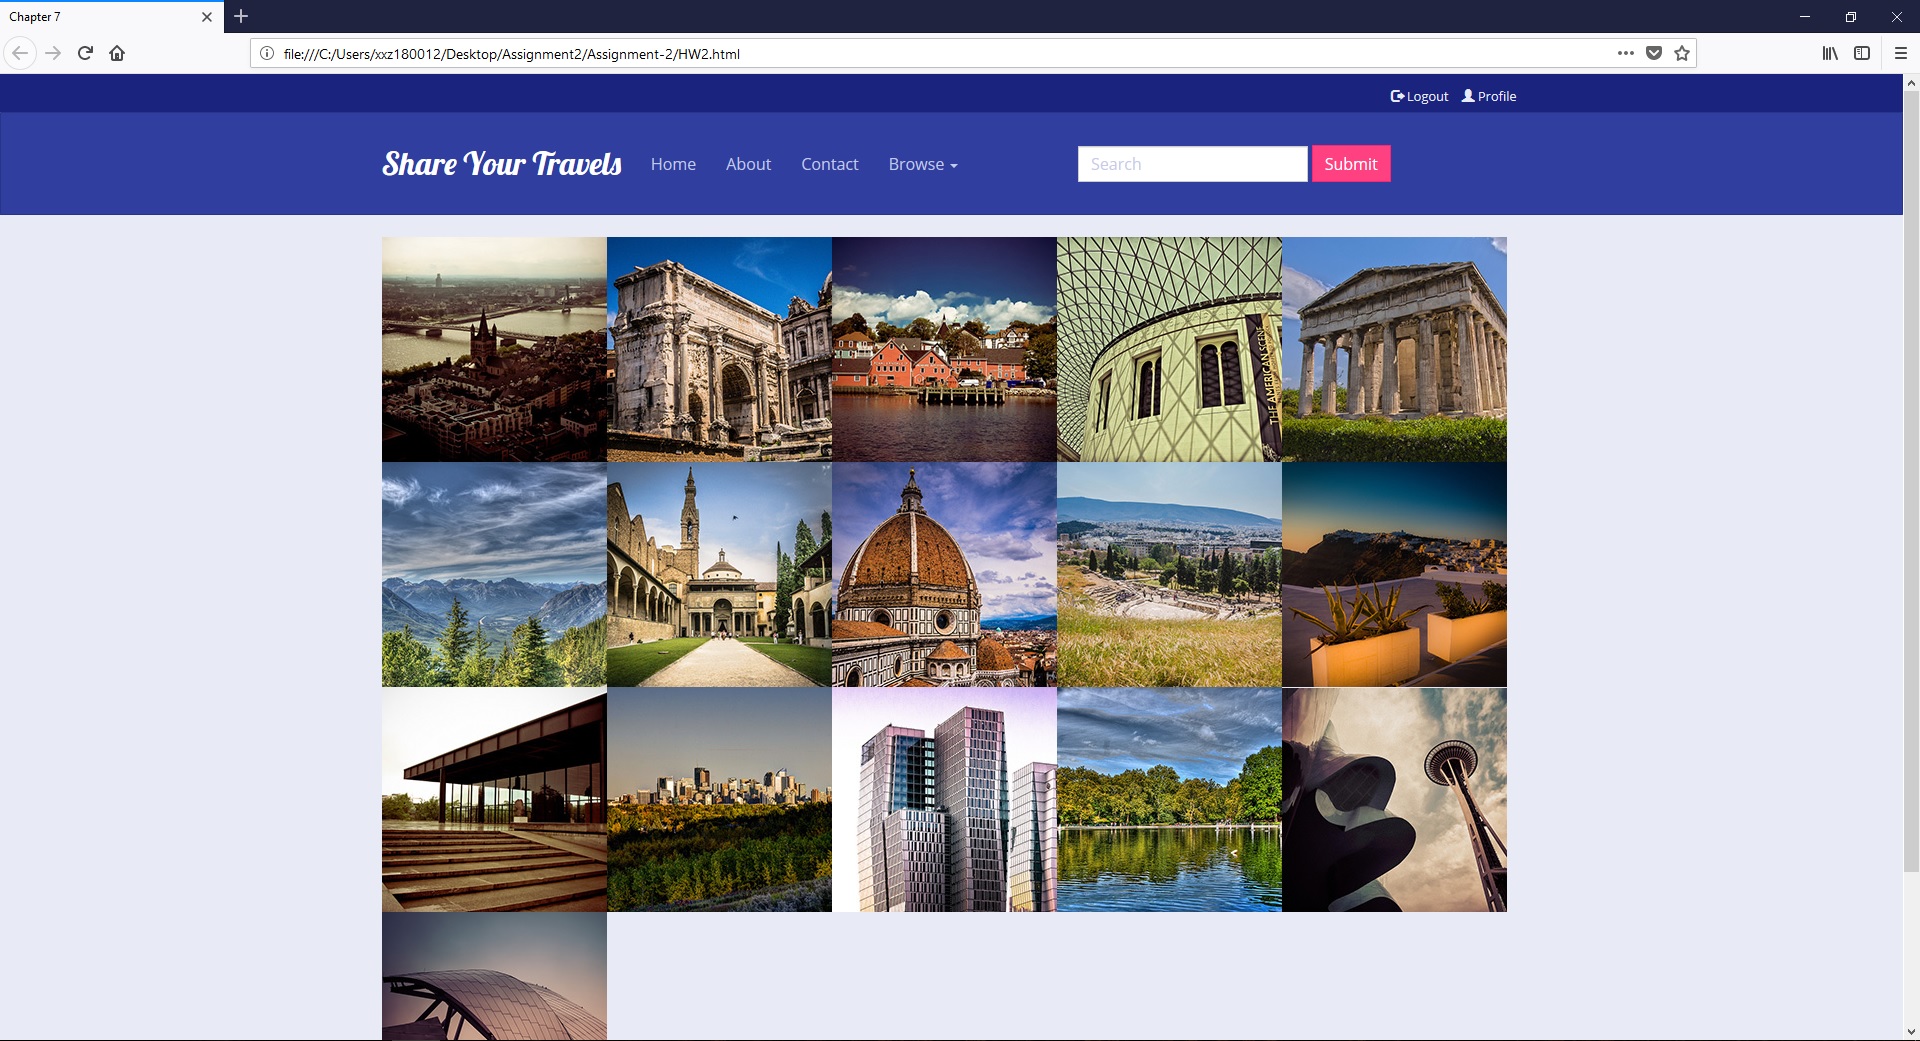 Chapter 7
file:///C:/Users/xxz180012/Desktop/Assignment2/Assignment-2/HW2.html
Logout Profile
Share Your Travels Home About Contact Browse Search Submit
THE AMERICAN SCENE